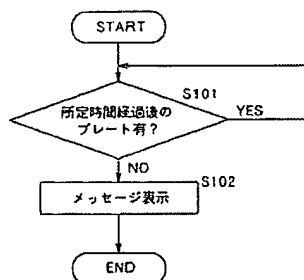 START
S101
所定時間経過後の
プレート有?
YES
NO
S102
メッセージ表示
END